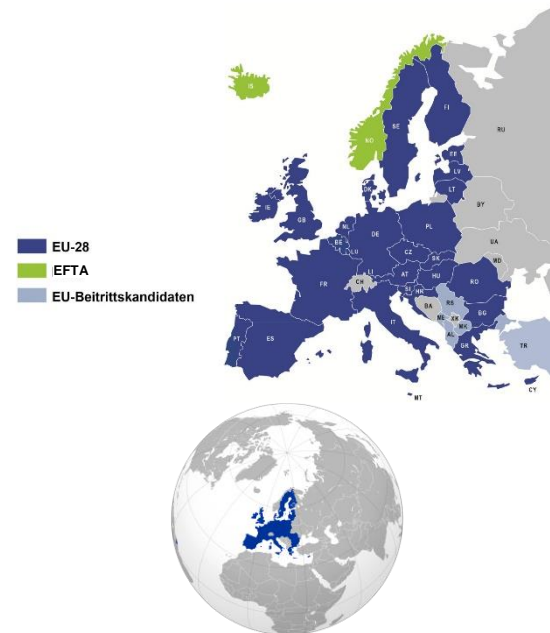 IS
FI
NO
SE
RU
EE
LV
DK
LT
IE
BY
GB
NL
PL
DE
BE
EU-28
LU
CZ
UA
EFTA
SK
MD
LI
AT
HU
EU-Beitrittskandidaten
FR
CH
SI
HR
RO
BA
RS
IT
ME
XK
BG
PT
ES
MK
AL
TR
GR
MT
CY